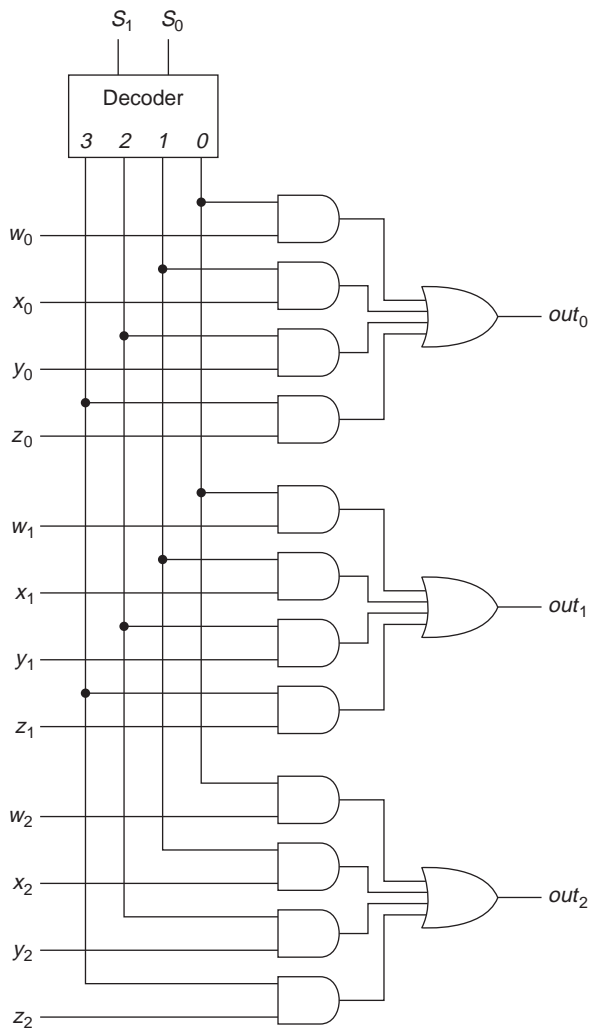 S₁ S₀
Decoder
3 2 1 0
w₀
x₀
out₀
y₀
z₀
w₁
x₁
out₁
y₁
z₁
w₂
x₂
out₂
y₂
z₂